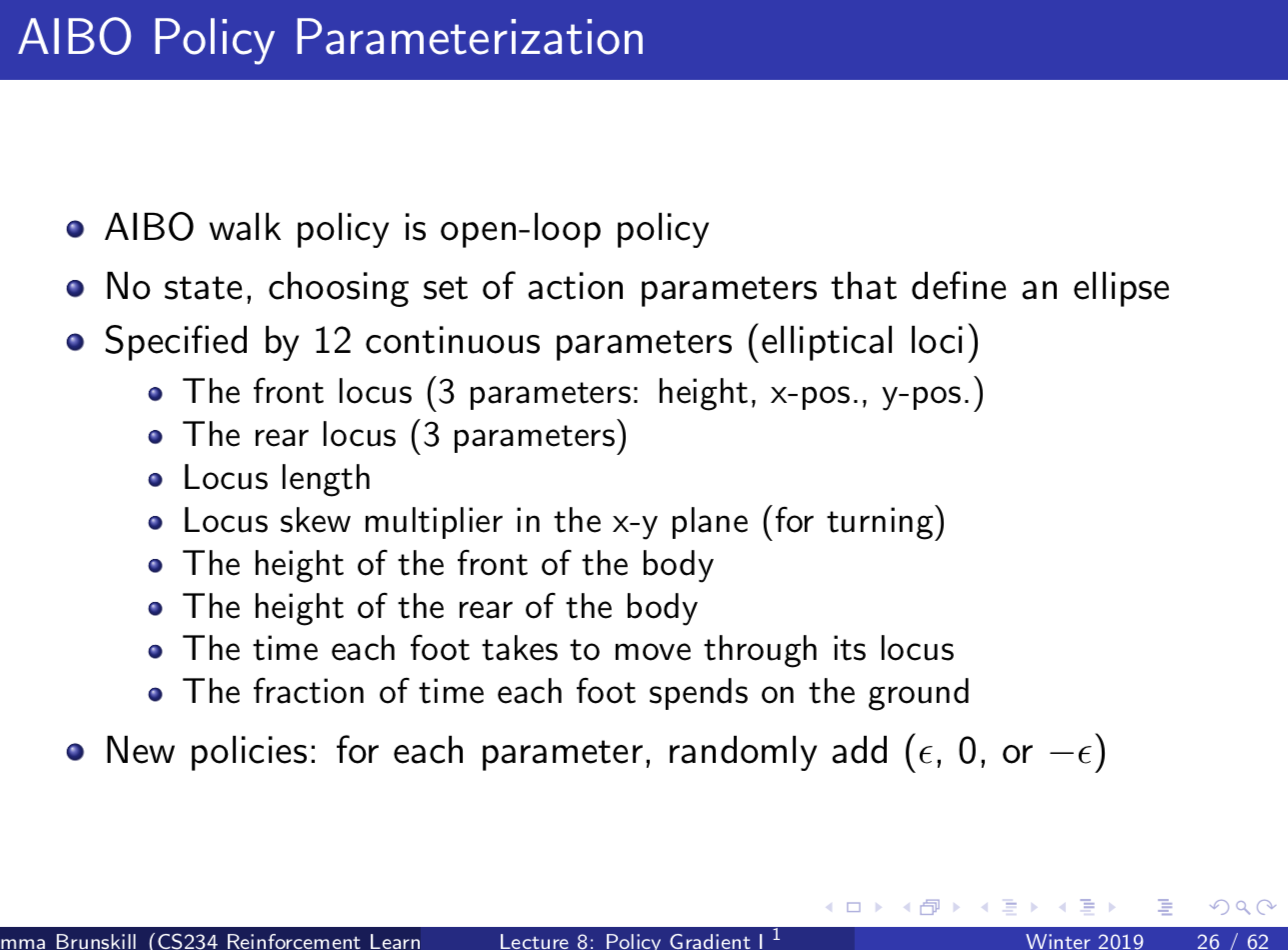 AIBO Policy Parameterization
AIBO walk policy is open-loop policy
No state, choosing set of action parameters that define an ellipse
Specified by 12 continuous parameters (elliptical loci)
The front locus (3 parameters: height, x-pos., y-pos.)
The rear locus (3 parameters)
Locus length
Locus skew multiplier in the x-y plane (for turning)
The height of the front of the body
The height of the rear of the body
The time each foot takes to move through its locus
The fraction of time each foot spends on the ground
New policies: for each parameter, randomly add (ϵ, 0, or −ϵ)
mma Brunskill (CS234 Reinforcement Learn Lecture 8: Policy Gradient I 1 Winter 2019 26 / 62